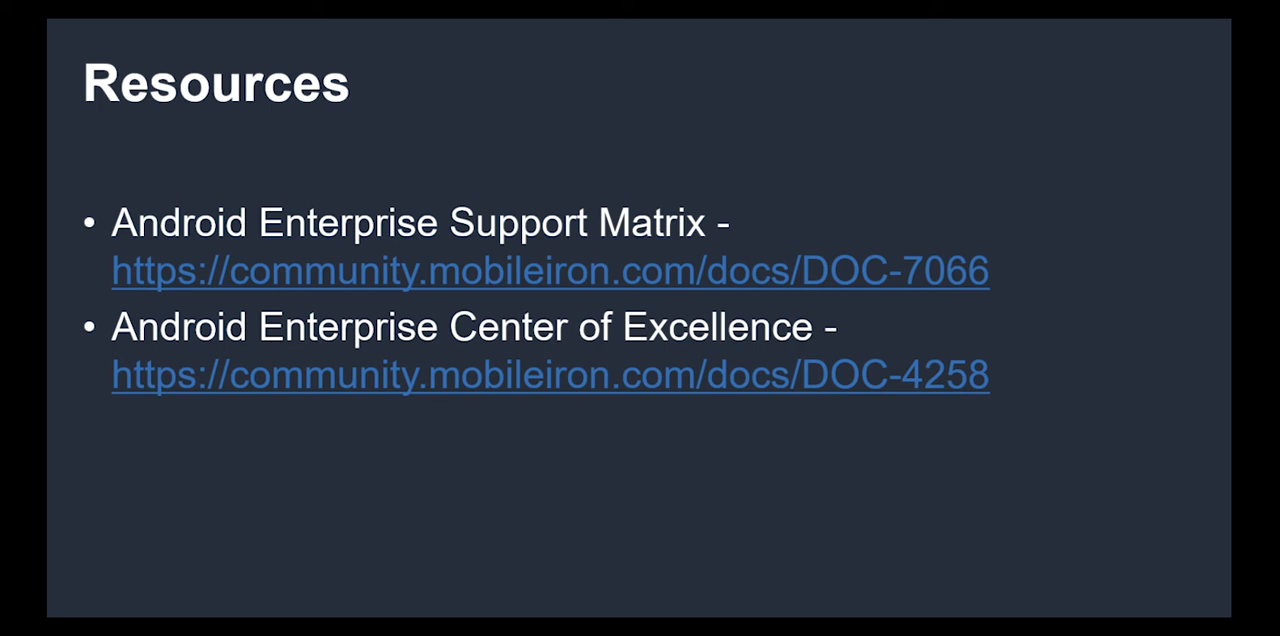 Resources
• Android Enterprise Support Matrix -
https://community.mobileiron.com/docs/DOC-7066
• Android Enterprise Center of Excellence -
https://community.mobileiron.com/docs/DOC-4258